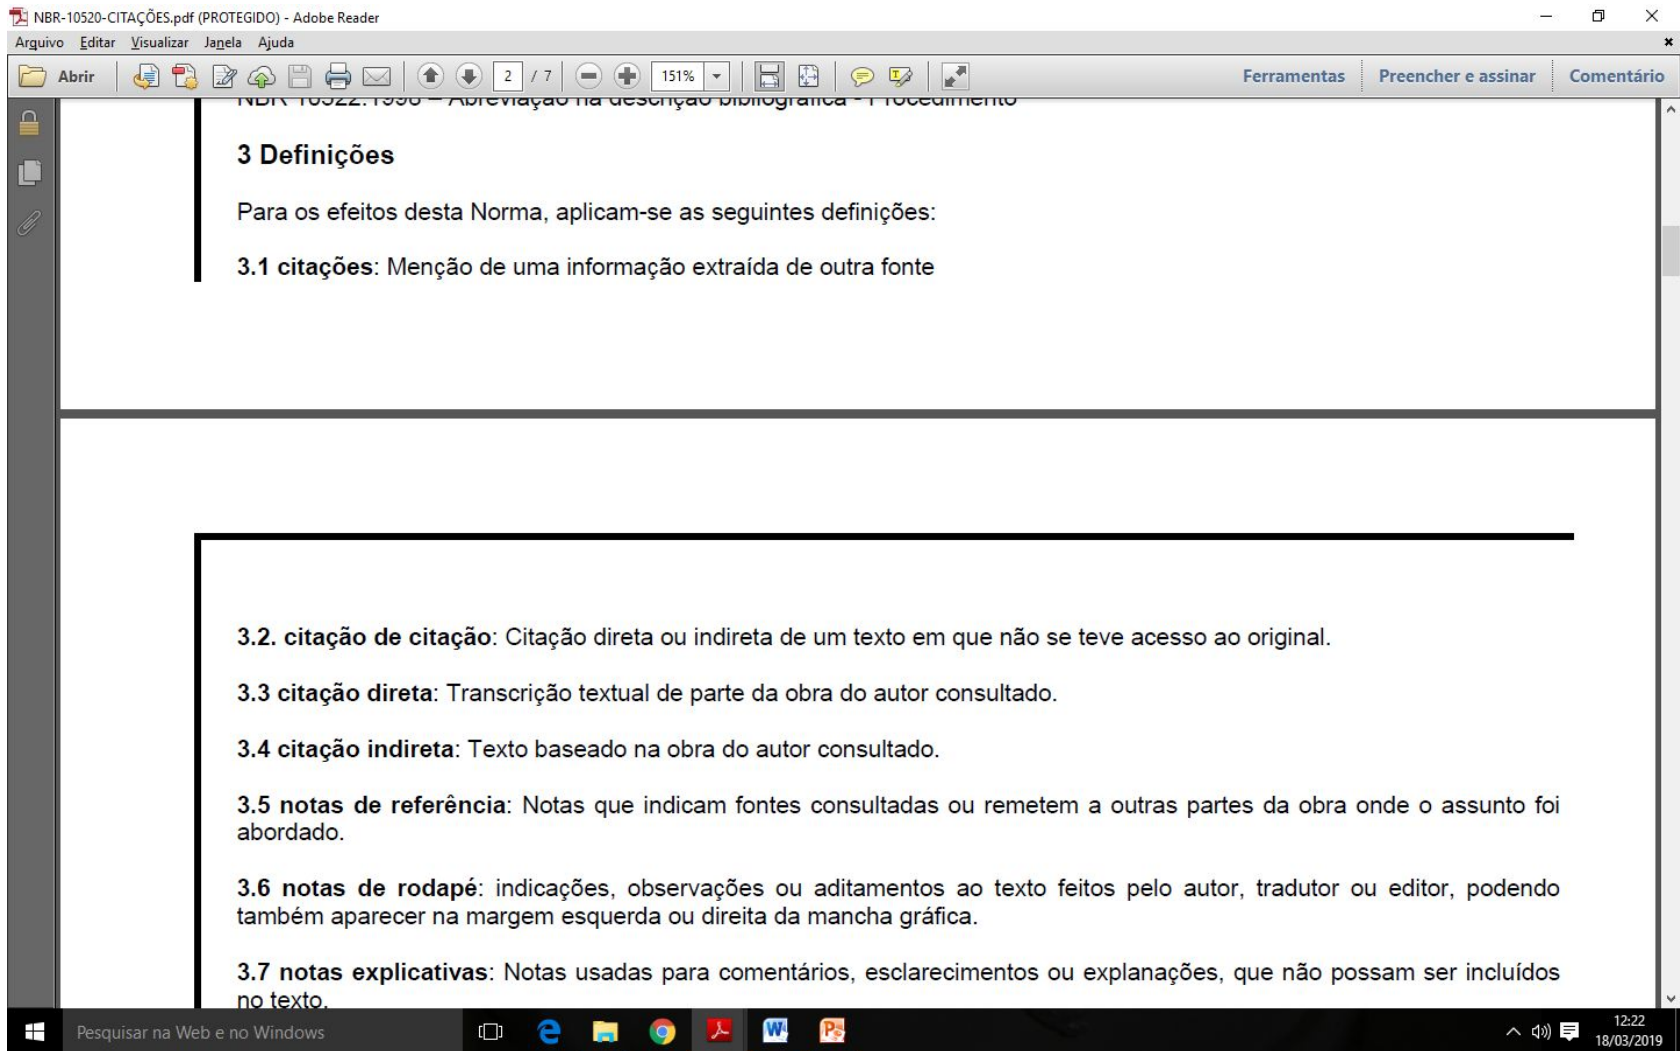 NBR-10520-CITAÇÕES.pdf (PROTEGIDO) - Adobe Reader
Arquivo Editar Visualizar Janela Ajuda
Abrir 2 / 7 151% Ferramentas Preencher e assinar Comentário
NBR 10522:1998 – Abreviação na descrição bibliográfica - Procedimento
3 Definições
Para os efeitos desta Norma, aplicam-se as seguintes definições:
3.1 citações: Menção de uma informação extraída de outra fonte
3.2. citação de citação: Citação direta ou indireta de um texto em que não se teve acesso ao original.
3.3 citação direta: Transcrição textual de parte da obra do autor consultado.
3.4 citação indireta: Texto baseado na obra do autor consultado.
3.5 notas de referência: Notas que indicam fontes consultadas ou remetem a outras partes da obra onde o assunto foi
abordado.
3.6 notas de rodapé: indicações, observações ou aditamentos ao texto feitos pelo autor, tradutor ou editor, podendo
também aparecer na margem esquerda ou direita da mancha gráfica.
3.7 notas explicativas: Notas usadas para comentários, esclarecimentos ou explanações, que não possam ser incluídos
no texto.
Pesquisar na Web e no Windows
12:22
18/03/2019